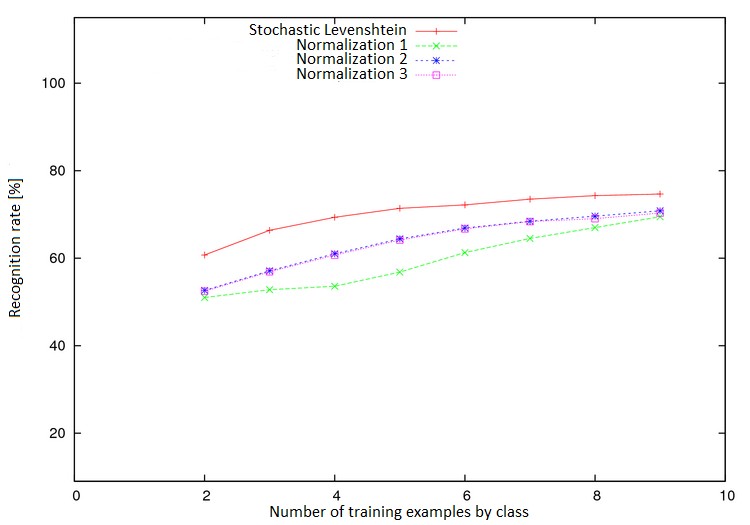 Stochastic Levenshtein
Normalization 1
Normalization 2
Normalization 3
100
80
60
40
20
Recognition rate [%]
0 2 4 6 8 10
Number of training examples by class